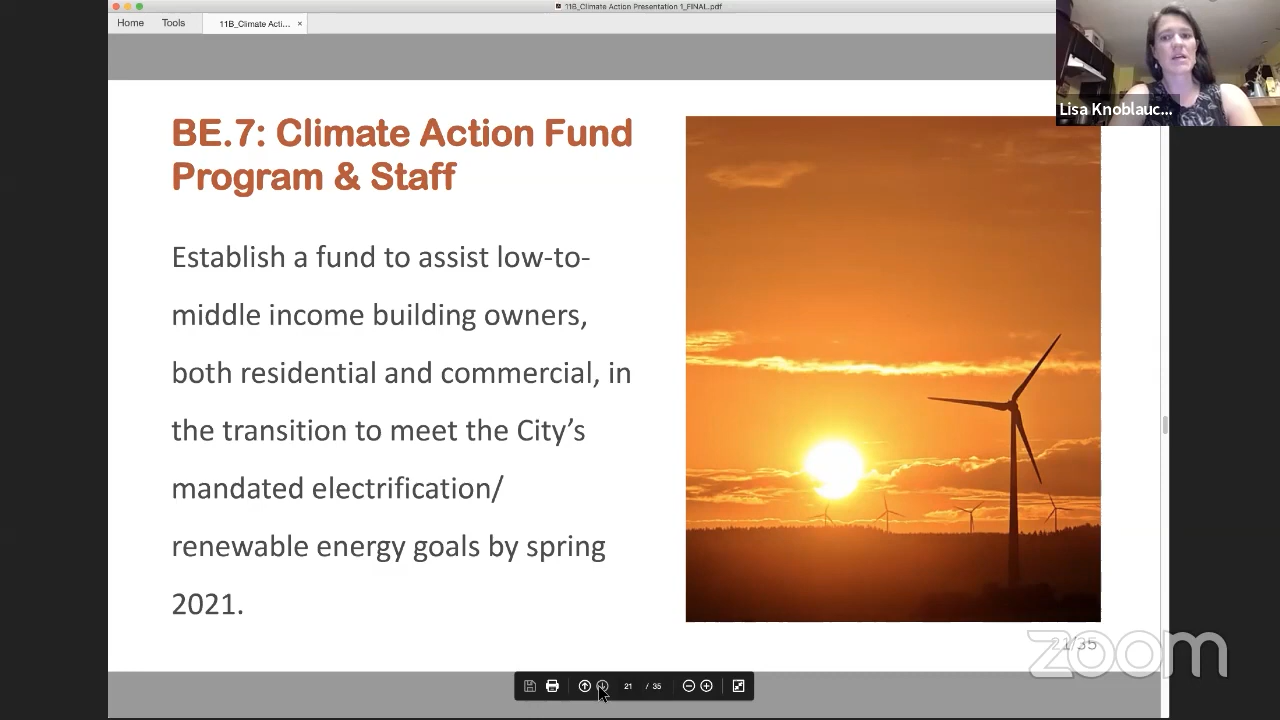 11B_Climate Action Presentation 1_FINAL.pdf
Home Tools 11B_Climate Acti... ×
Lisa Knoblauc...
BE.7: Climate Action Fund
Program & Staff
Establish a fund to assist low-to-
middle income building owners,
both residential and commercial, in
the transition to meet the City’s
mandated electrification/
renewable energy goals by spring
2021.
21/35
zoom
21 / 35